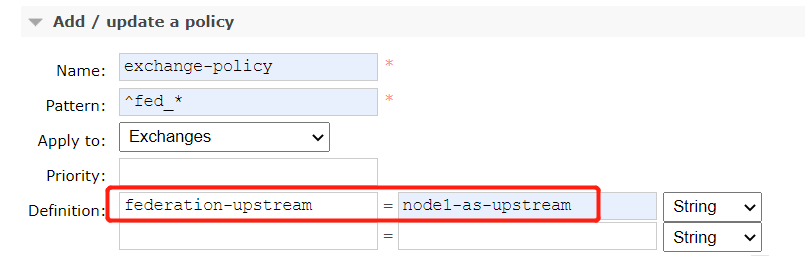 Add / update a policy
Name: exchange-policy *
Pattern: ^fed_* *
Apply to: Exchanges
Priority:
Definition: federation-upstream = node1-as-upstream String
= String